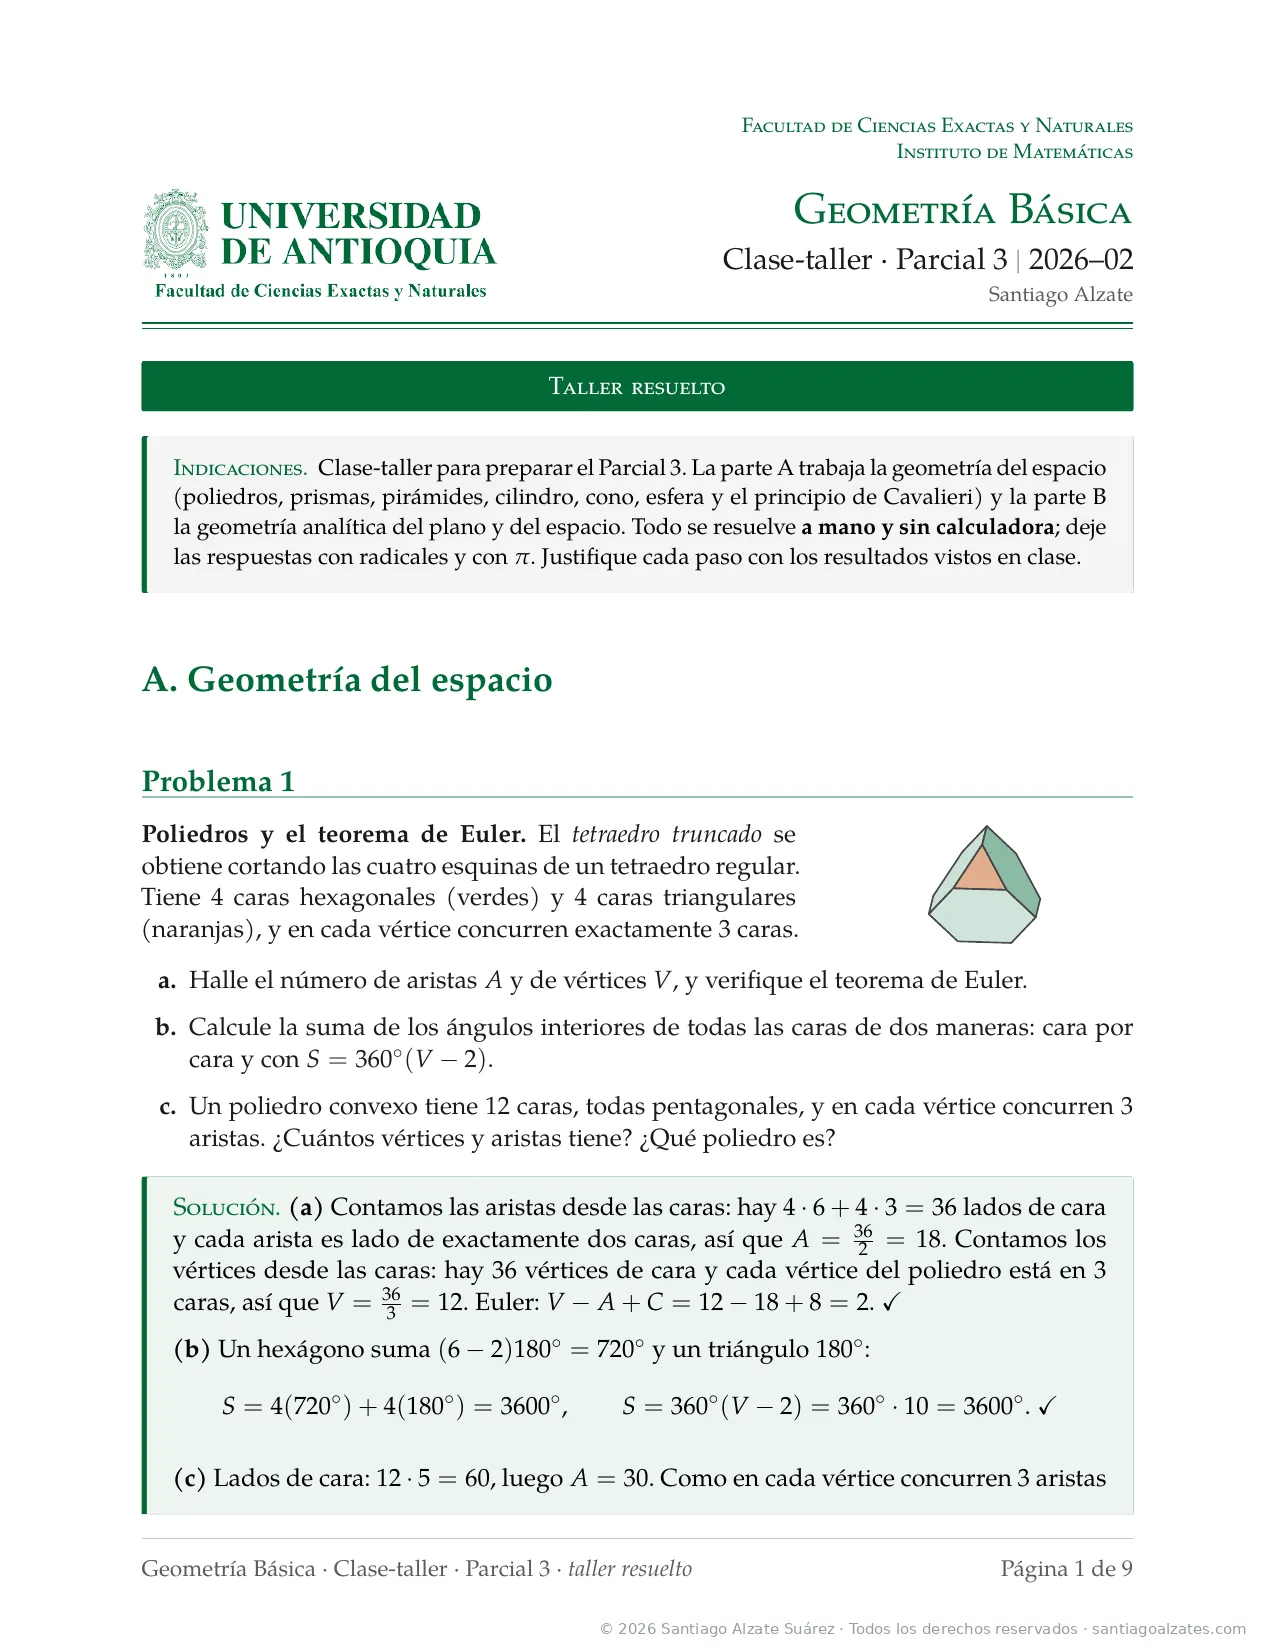 Facultad de Ciencias Exactas y Naturales
Instituto de Matemáticas
UNIVERSIDAD
DE ANTIOQUIA
1803
Facultad de Ciencias Exactas y Naturales
Geometría Básica
Clase-taller · Parcial 3 | 2026–02
Santiago Alzate
Taller resuelto
Indicaciones. Clase-taller para preparar el Parcial 3. La parte A trabaja la geometría del espacio
(poliedros, prismas, pirámides, cilindro, cono, esfera y el principio de Cavalieri) y la parte B
la geometría analítica del plano y del espacio. Todo se resuelve a mano y sin calculadora; deje
las respuestas con radicales y con π. Justifique cada paso con los resultados vistos en clase.
A. Geometría del espacio
Problema 1
Poliedros y el teorema de Euler. El tetraedro truncado se
obtiene cortando las cuatro esquinas de un tetraedro regular.
Tiene 4 caras hexagonales (verdes) y 4 caras triangulares
(naranjas), y en cada vértice concurren exactamente 3 caras.
a. Halle el número de aristas A y de vértices V, y verifique el teorema de Euler.
b. Calcule la suma de los ángulos interiores de todas las caras de dos maneras: cara por
cara y con S = 360°(V − 2).
c. Un poliedro convexo tiene 12 caras, todas pentagonales, y en cada vértice concurren 3
aristas. ¿Cuántos vértices y aristas tiene? ¿Qué poliedro es?
Solución. (a) Contamos las aristas desde las caras: hay 4 · 6 + 4 · 3 = 36 lados de cara
y cada arista es lado de exactamente dos caras, así que A = 36/2 = 18. Contamos los
vértices desde las caras: hay 36 vértices de cara y cada vértice del poliedro está en 3
caras, así que V = 36/3 = 12. Euler: V − A + C = 12 − 18 + 8 = 2. ✓
(b) Un hexágono suma (6 − 2)180° = 720° y un triángulo 180°:
S = 4(720°) + 4(180°) = 3600°, S = 360°(V − 2) = 360° · 10 = 3600°. ✓
(c) Lados de cara: 12 · 5 = 60, luego A = 30. Como en cada vértice concurren 3 aristas
Geometría Básica · Clase-taller · Parcial 3 · taller resuelto
Página 1 de 9
© 2026 Santiago Alzate Suárez · Todos los derechos reservados · santiagoalzates.com